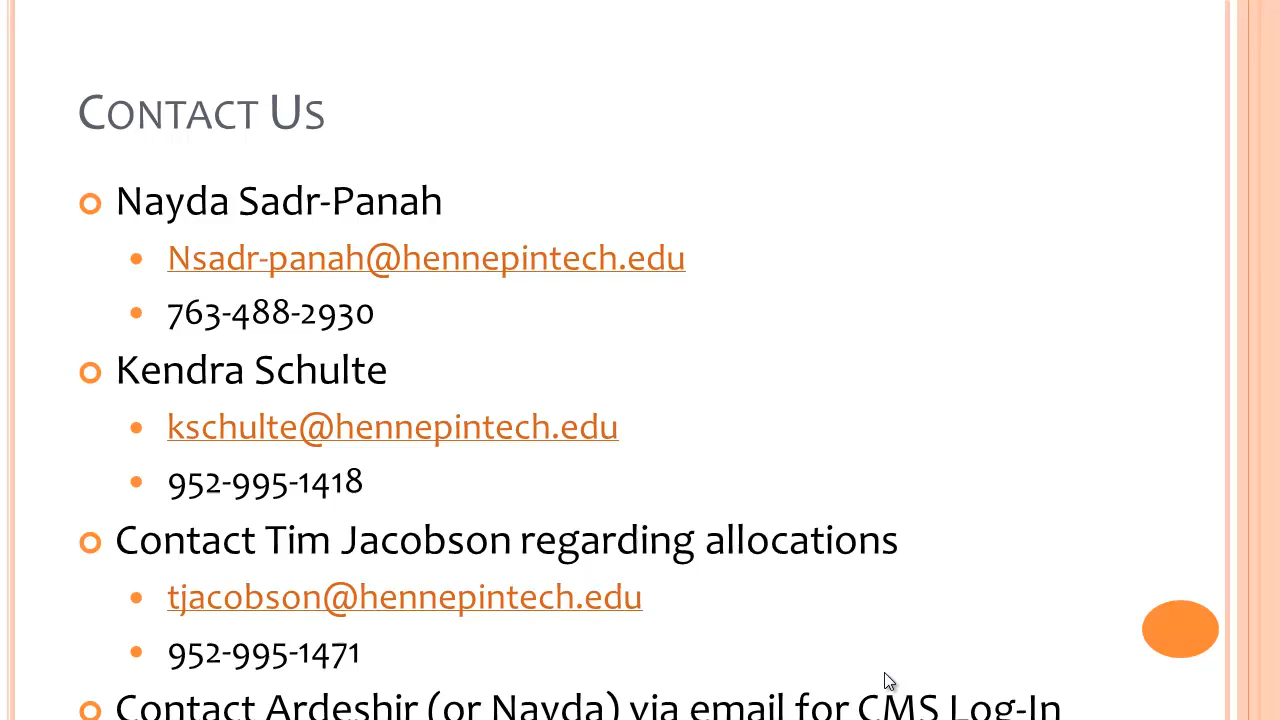 Contact Us
Nayda Sadr-Panah
Nsadr-panah@hennepintech.edu
763-488-2930
Kendra Schulte
kschulte@hennepintech.edu
952-995-1418
Contact Tim Jacobson regarding allocations
tjacobson@hennepintech.edu
952-995-1471
Contact Ardeshir (or Nayda) via email for CMS Log-In